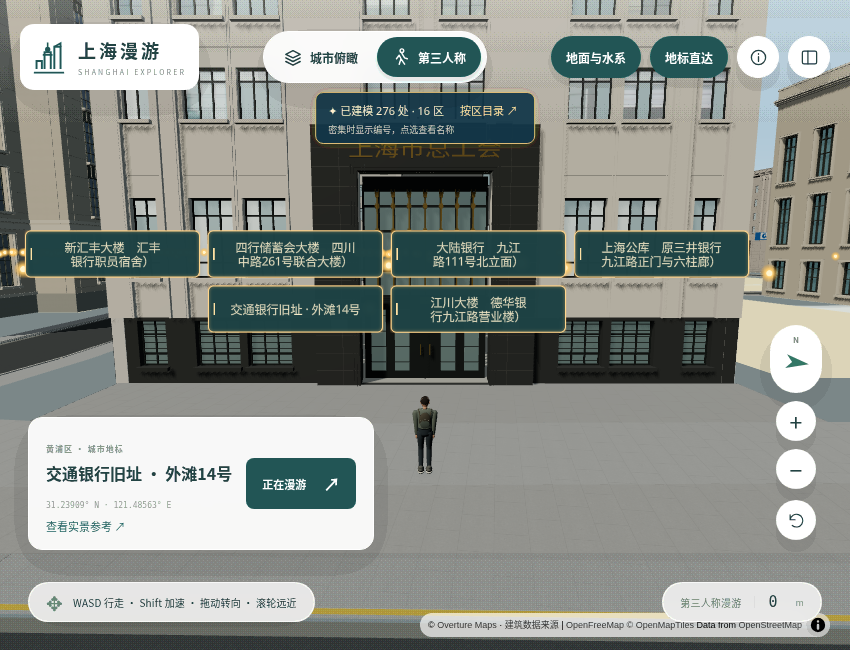 上海漫游
SHANGHAI EXPLORER
城市俯瞰
第三人称
地面与水系
地标直达
✦ 已建模 276 处 · 16 区 按区目录 ↗
密集时显示编号，点选查看名称
上海市总工会
新汇丰大楼 汇丰
银行职员宿舍）
四行储蓄会大楼 四川
中路261号联合大楼）
大陆银行 九江
路111号北立面）
上海公库 原三井银行
九江路正门与六柱廊）
交通银行旧址 · 外滩14号
江川大楼 德华银
行九江路营业楼）
N
黄浦区 · 城市地标
交通银行旧址 · 外滩14号
正在漫游 ↗
31.23909° N · 121.48563° E
查看实景参考 ↗
WASD 行走 · Shift 加速 · 拖动转向 · 滚轮远近
第三人称漫游 0 m
© Overture Maps · 建筑数据来源 | OpenFreeMap © OpenMapTiles Data from OpenStreetMap